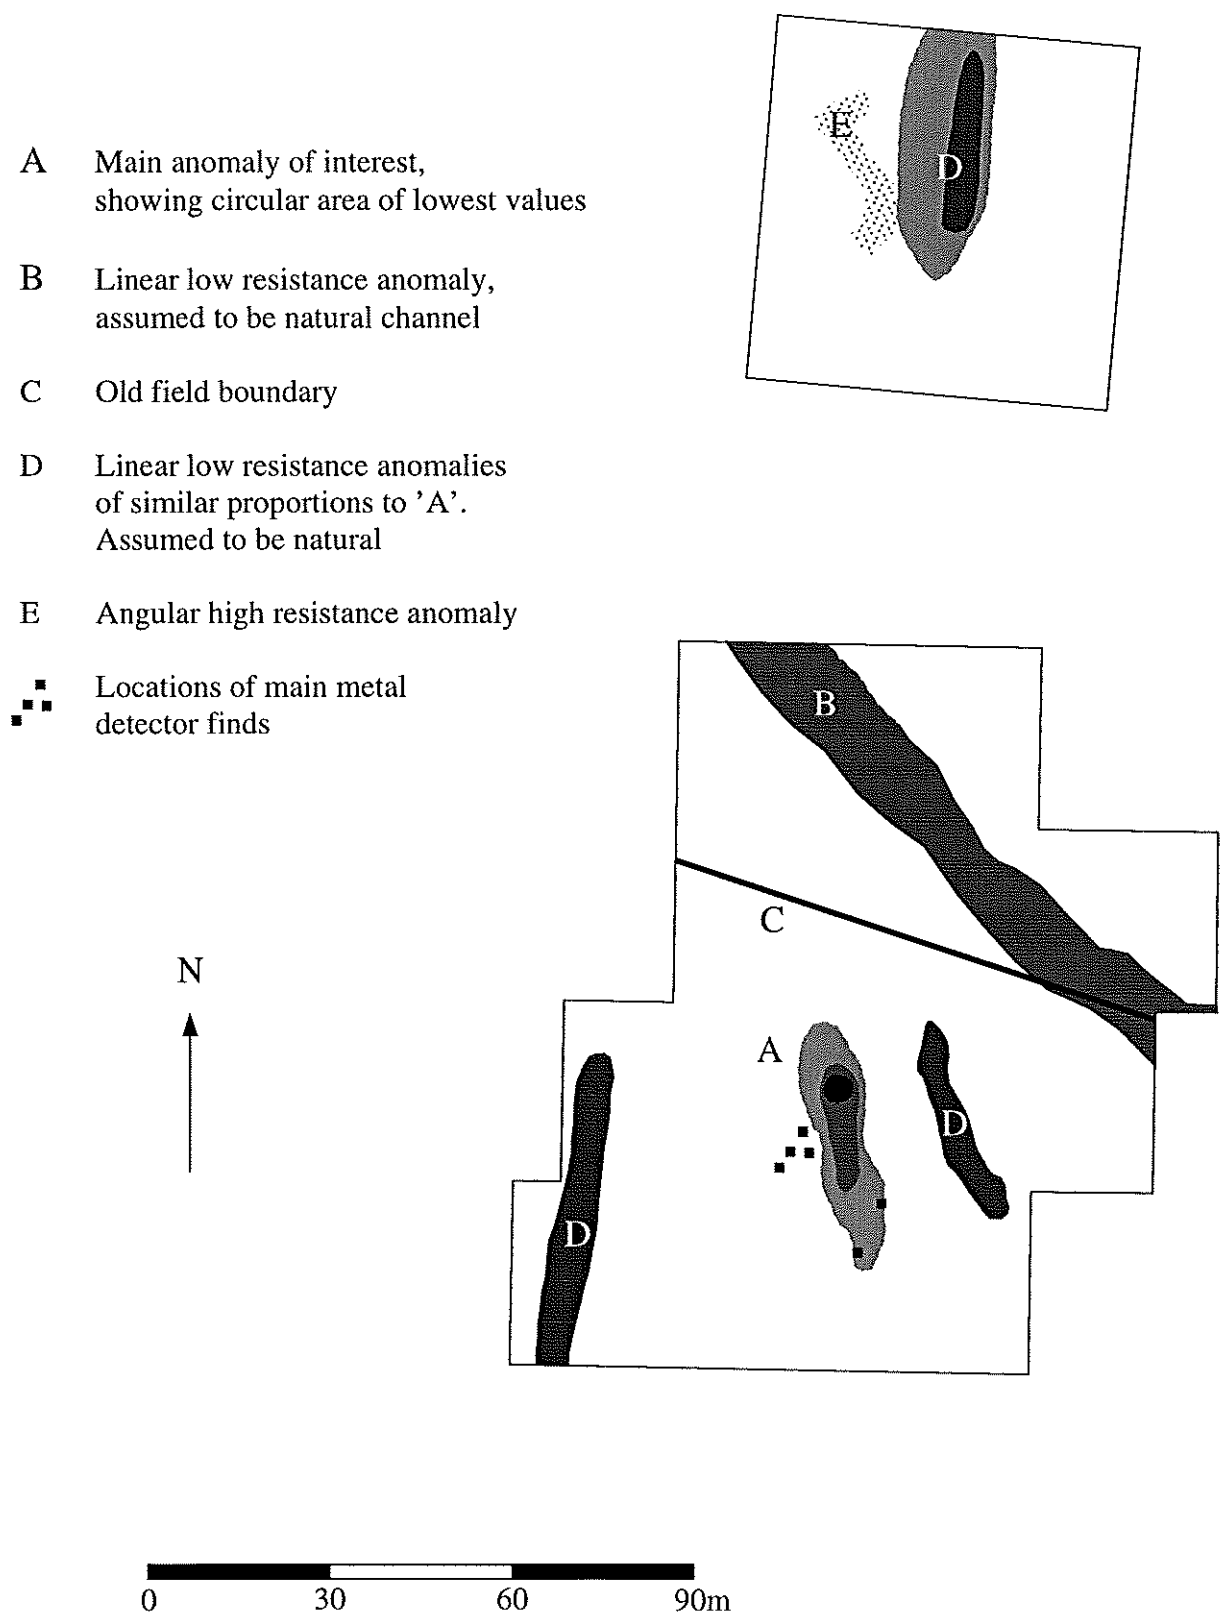 A Main anomaly of interest,
showing circular area of lowest values
B Linear low resistance anomaly,
assumed to be natural channel
C Old field boundary
D Linear low resistance anomalies
of similar proportions to 'A'.
Assumed to be natural
E Angular high resistance anomaly
Locations of main metal
detector finds
E
D
B
C
N
A
D
D
0 30 60 90m